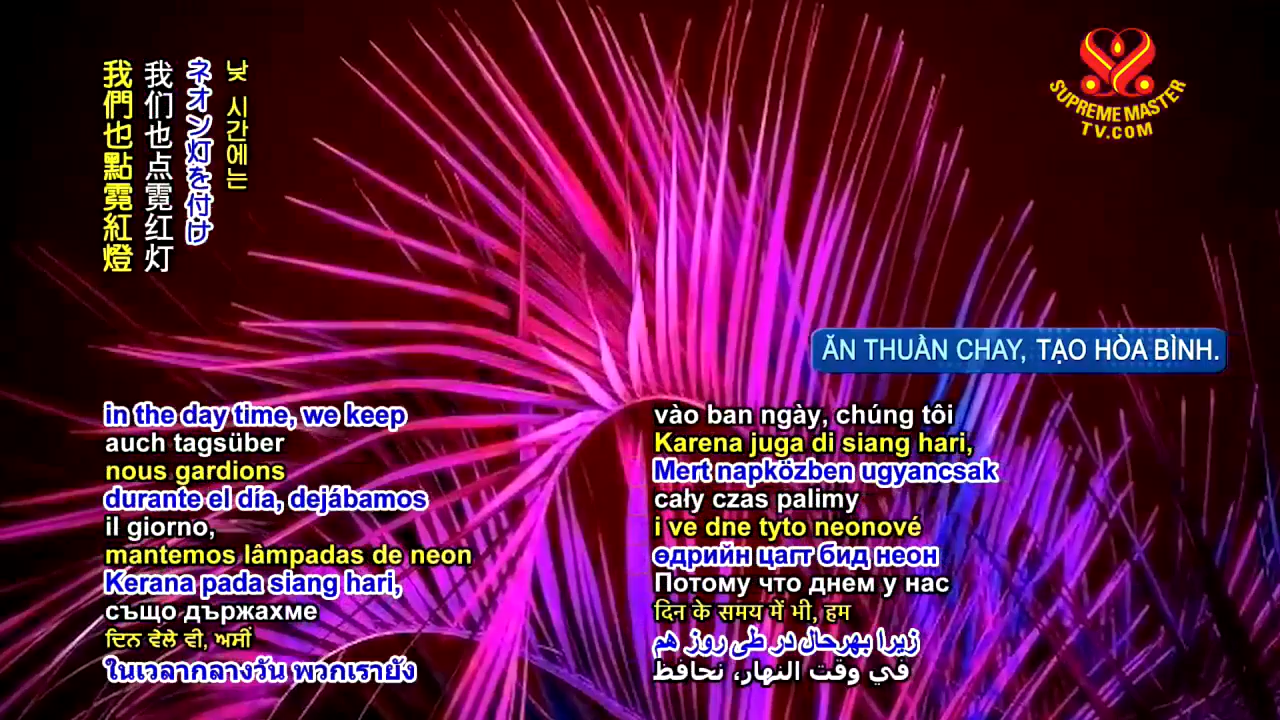 我們也點霓紅燈
我们也点霓红灯
ネオン灯を付け
낮 시간에는
SUPREME MASTER
TV.COM
ĂN THUẦN CHAY, TẠO HÒA BÌNH.
in the day time, we keep
auch tagsüber
nous gardions
durante el día, dejábamos
il giorno,
mantemos lâmpadas de neon
Kerana pada siang hari,
също държахме
ਦਿਨ ਵੇਲੇ ਵੀ, ਅਸੀਂ
ในเวลากลางวัน พวกเรายัง
vào ban ngày, chúng tôi
Karena juga di siang hari,
Mert napközben ugyancsak
cały czas palimy
i ve dne tyto neonové
өдрийн цагт бид неон
Потому что днем у нас
दिन के समय में भी, हम
زیرا بهرحال در طی روز هم
في وقت النهار، نحافظ